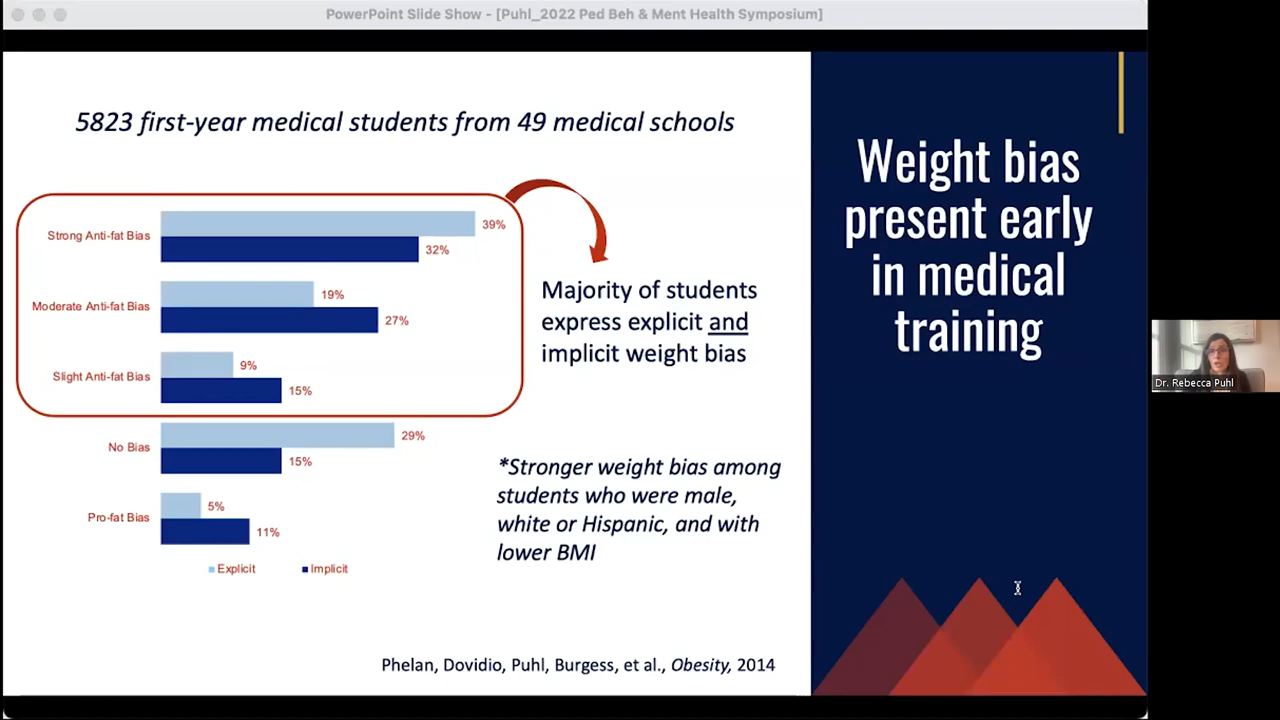 PowerPoint Slide Show - [Puhl_2022 Ped Beh & Ment Health Symposium]
5823 first-year medical students from 49 medical schools
Strong Anti-fat Bias
39%
32%
Moderate Anti-fat Bias
19%
27%
Slight Anti-fat Bias
9%
15%
No Bias
29%
15%
Pro-fat Bias
5%
11%
Explicit
Implicit
Majority of students
express explicit and
implicit weight bias
*Stronger weight bias among
students who were male,
white or Hispanic, and with
lower BMI
Phelan, Dovidio, Puhl, Burgess, et al., Obesity, 2014
Weight bias
present early
in medical
training
Dr. Rebecca Puhl